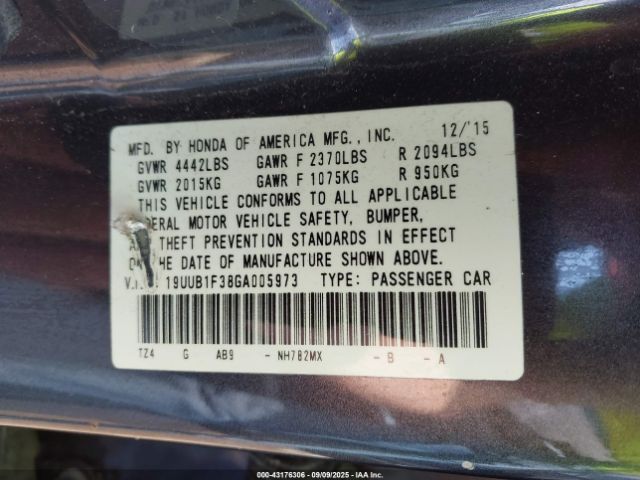 MFD. BY HONDA OF AMERICA MFG., INC. 12/'15
GVWR 4442LBS GAWR F 2370LBS R 2094LBS
GVWR 2015KG GAWR F 1075KG R 950KG
THIS VEHICLE CONFORMS TO ALL APPLICABLE
MOTOR VEHICLE SAFETY, BUMPER,
THEFT PREVENTION STANDARDS IN EFFECT
DATE OF MANUFACTURE SHOWN ABOVE.
19UUB1F38GA005973 TYPE: PASSENGER CAR
TZ4 G AB9 - NH782MX - B - A
000-43176306 - 09/09/2025 - IAA Inc.